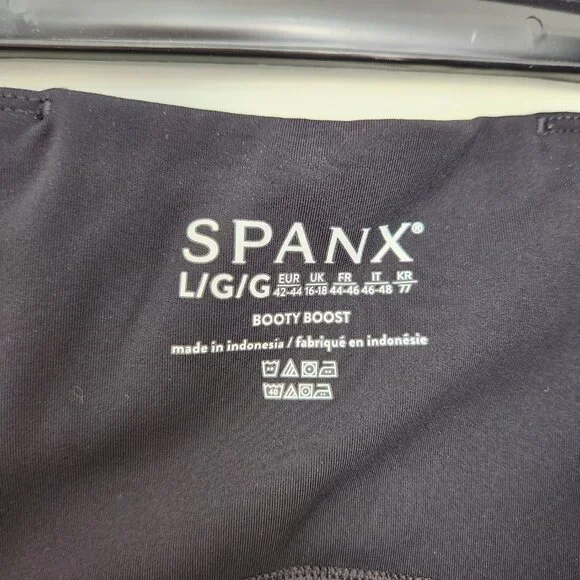 SPANX®
L/G/G EUR 42-44 UK 16-18 FR 44-46 IT 46-48 KR 77
BOOTY BOOST
made in indonesia / fabriqué en indonésie
40